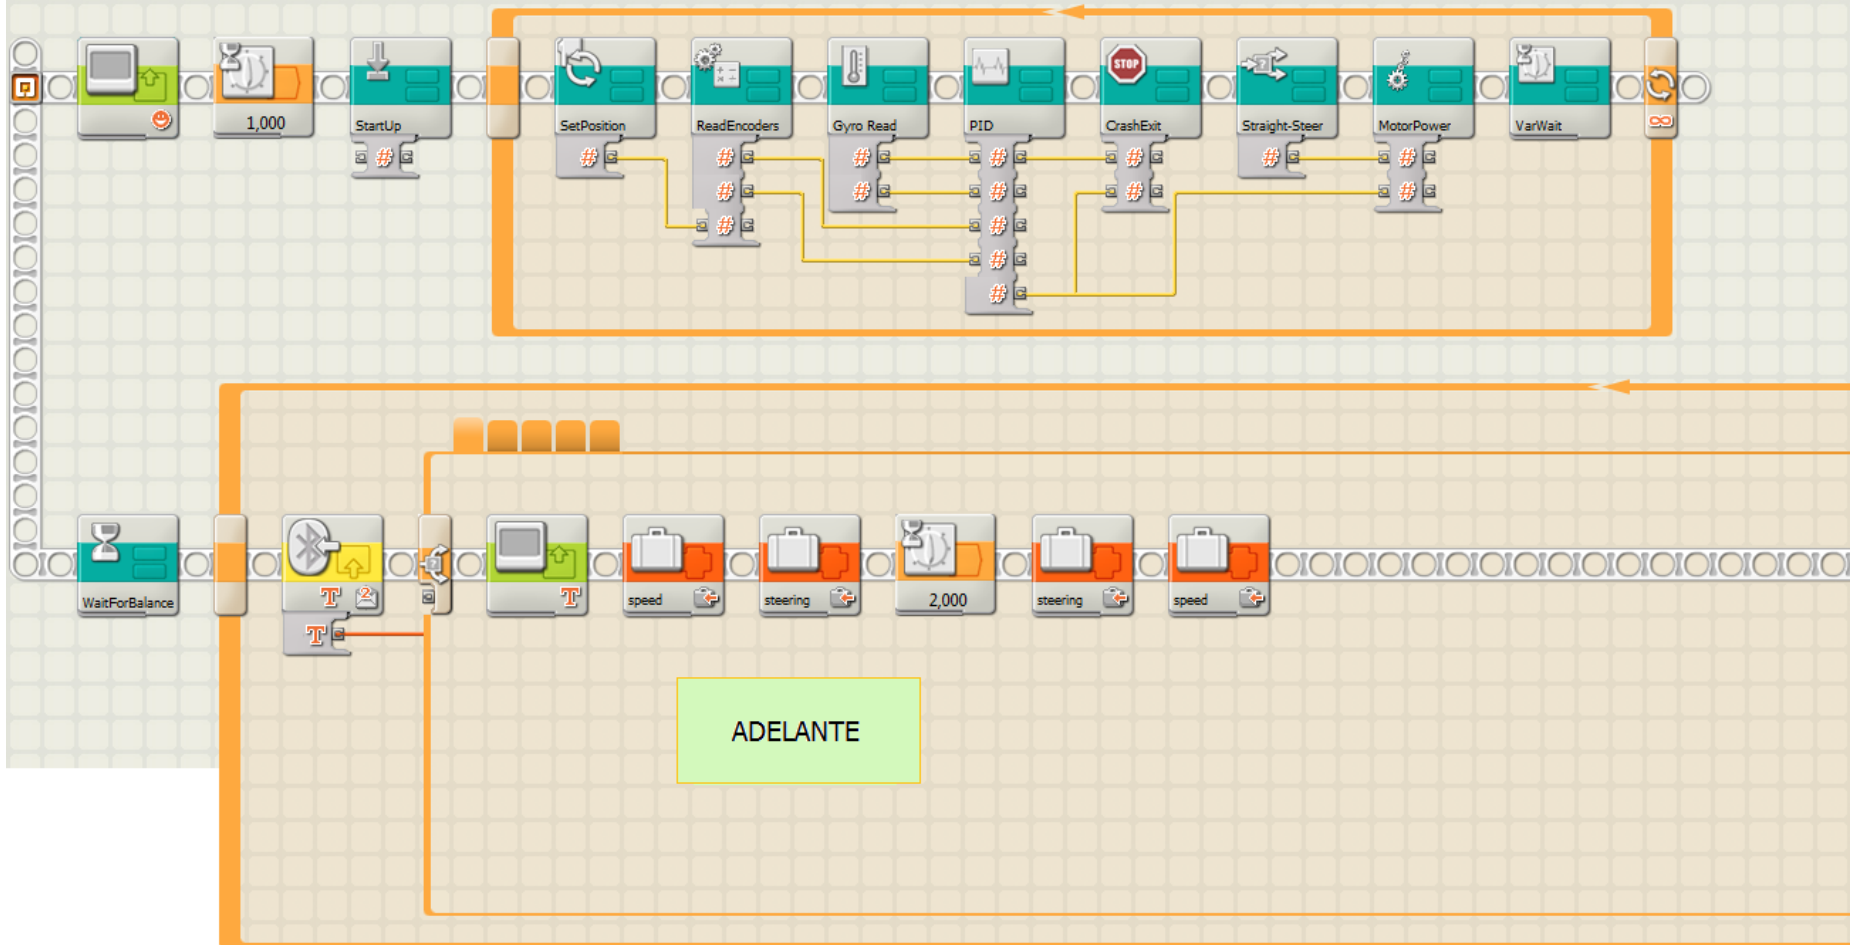 1,000
StartUp
SetPosition
ReadEncoders
Gyro Read
PID
STOP
CrashExit
Straight-Steer
MotorPower
VarWait
∞
# # # # # # #
# # # # #
# #
#
#
WaitForBalance
T 2
T
T
speed
steering
2,000
steering
speed
ADELANTE